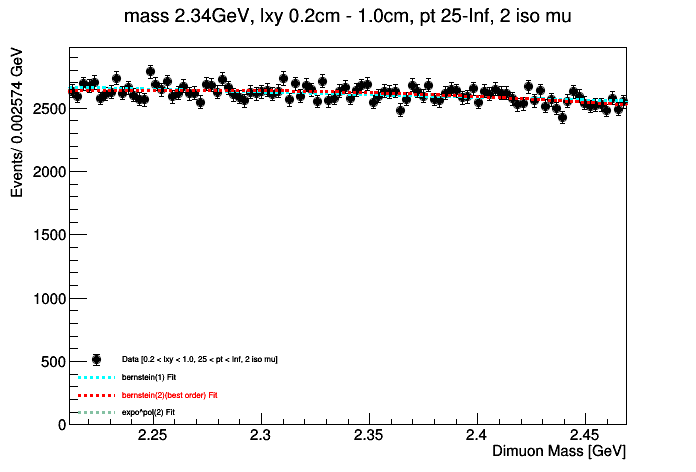 mass 2.34GeV, lxy 0.2cm - 1.0cm, pt 25-Inf, 2 iso mu
Events/ 0.002574 GeV
2500
2000
1500
1000
500
0
Data [0.2 < lxy < 1.0, 25 < pt < Inf, 2 iso mu]
bernstein(1) Fit
bernstein(2)(best order) Fit
expo*pol(2) Fit
2.25
2.3
2.35
2.4
2.45
Dimuon Mass [GeV]